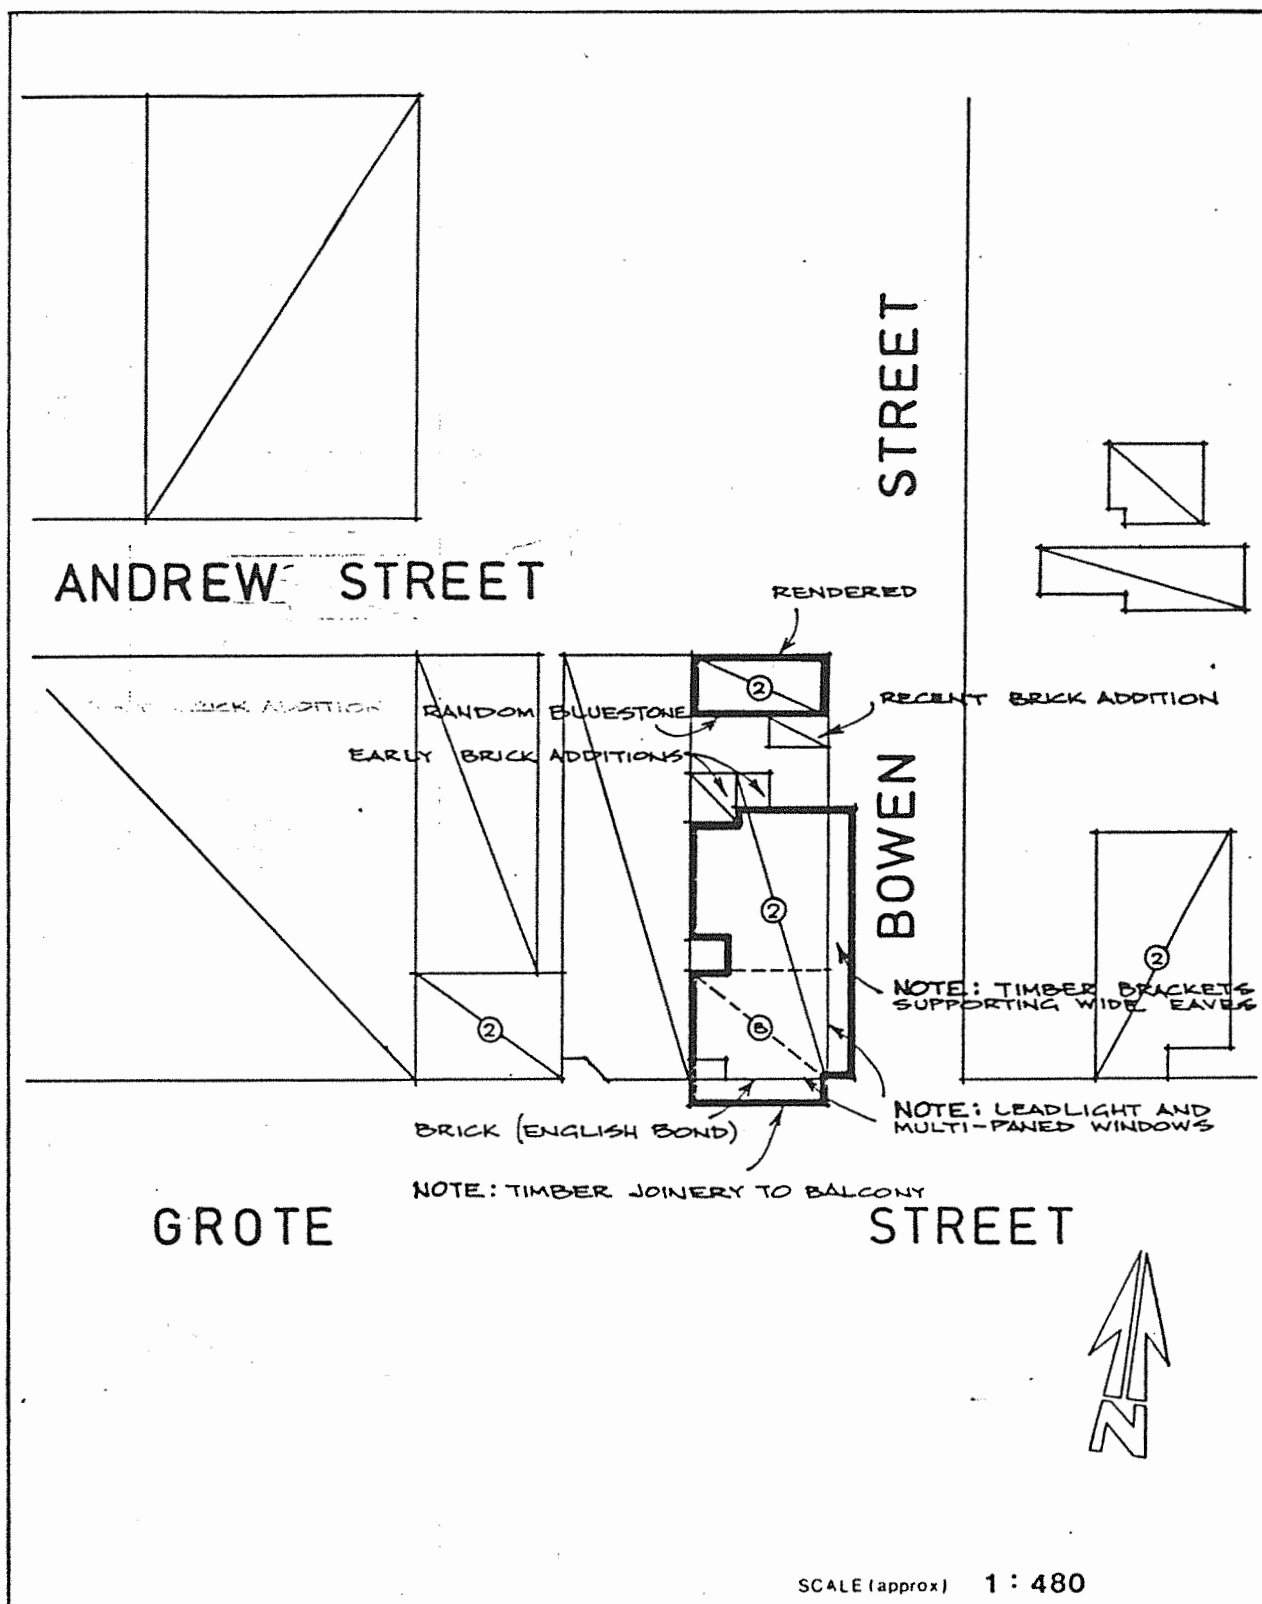 STREET
ANDREW STREET
RENDERED
2
RECENT BRICK ADDITION
RANDOM BLUESTONE
EARLY BRICK ADDITIONS
BOWEN
2
2
NOTE: TIMBER BRACKETS
SUPPORTING WIDE EAVES
2
B
NOTE: LEADLIGHT AND
MULTI-PANED WINDOWS
BRICK (ENGLISH BOND)
NOTE: TIMBER JOINERY TO BALCONY
GROTE STREET
N
SCALE (approx) 1 : 480